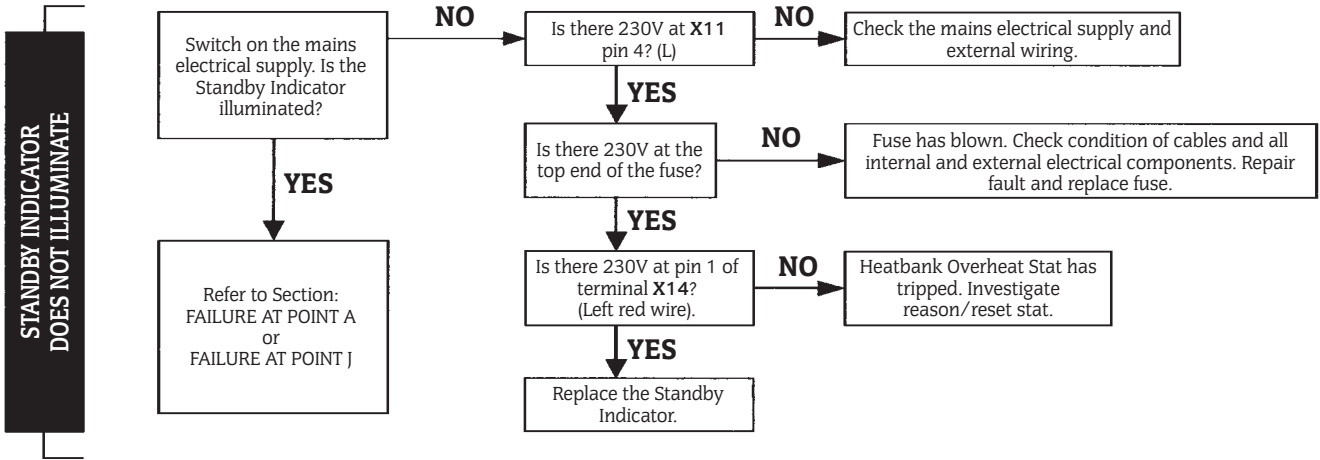 STANDBY INDICATOR
DOES NOT ILLUMINATE
Switch on the mains
electrical supply. Is the
Standby Indicator
illuminated?
NO
Is there 230V at X11
pin 4? (L)
NO
Check the mains electrical supply and
external wiring.
YES
Is there 230V at the
top end of the fuse?
NO
Fuse has blown. Check condition of cables and all
internal and external electrical components. Repair
fault and replace fuse.
YES
YES
Refer to Section:
FAILURE AT POINT A
or
FAILURE AT POINT J
Is there 230V at pin 1 of
terminal X14?
(Left red wire).
NO
Heatbank Overheat Stat has
tripped. Investigate
reason/reset stat.
YES
Replace the Standby
Indicator.